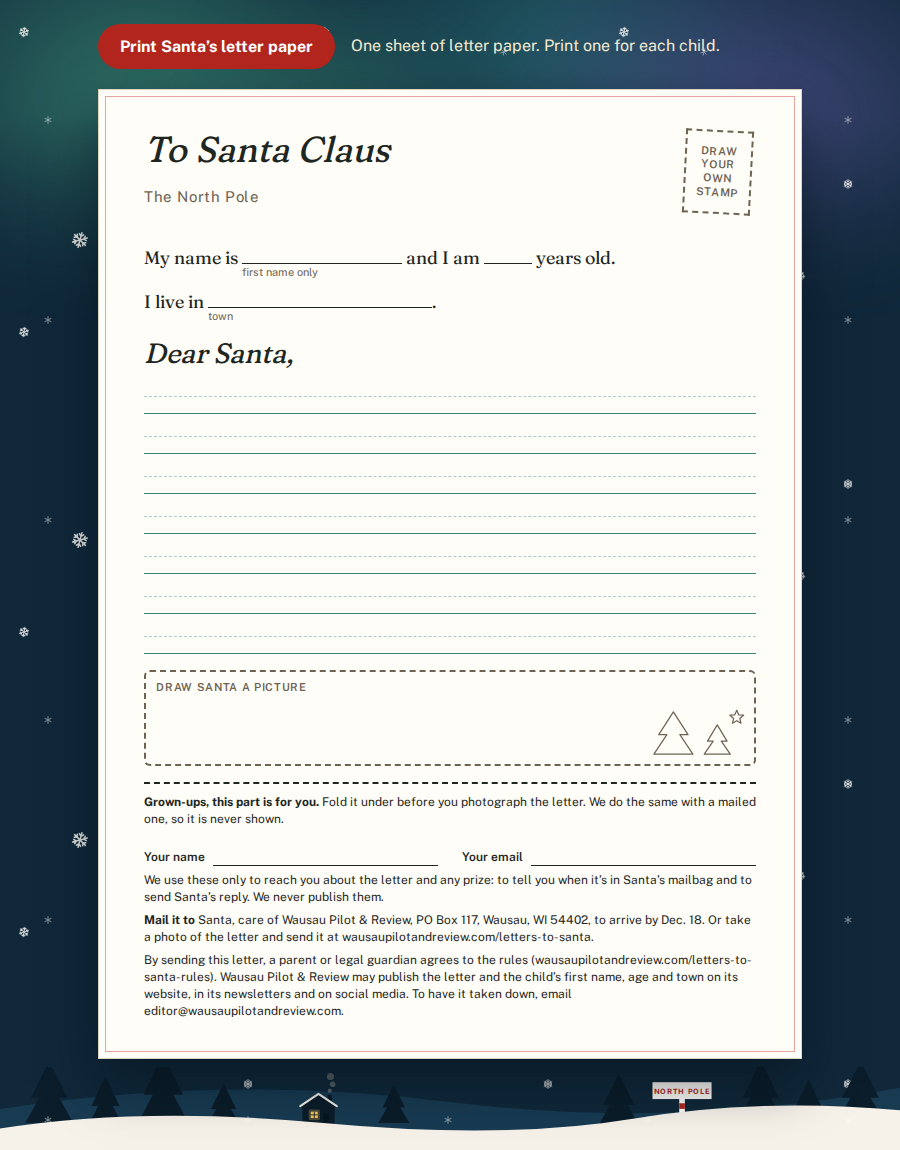 Print Santa’s letter paper
One sheet of letter paper. Print one for each child.
To Santa Claus
The North Pole
DRAW
YOUR
OWN
STAMP
My name is ____ and I am ____ years old.
first name only
I live in ____.
town
Dear Santa,
DRAW SANTA A PICTURE
Grown-ups, this part is for you. Fold it under before you photograph the letter. We do the same with a mailed
one, so it is never shown.
Your name
Your email
We use these only to reach you about the letter and any prize: to tell you when it’s in Santa’s mailbag and to
send Santa’s reply. We never publish them.
Mail it to Santa, care of Wausau Pilot & Review, PO Box 117, Wausau, WI 54402, to arrive by Dec. 18. Or take
a photo of the letter and send it at wausaupilotandreview.com/letters-to-santa.
By sending this letter, a parent or legal guardian agrees to the rules (wausaupilotandreview.com/letters-to-
santa-rules). Wausau Pilot & Review may publish the letter and the child’s first name, age and town on its
website, in its newsletters and on social media. To have it taken down, email
editor@wausaupilotandreview.com.
NORTH POLE